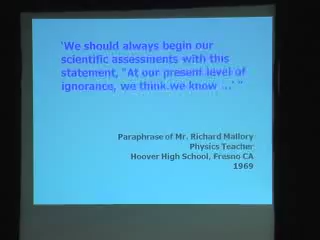 'We should always begin our
scientific assessments with this
statement, "At our present level of
ignorance, we think we know ...' "
Paraphrase of Mr. Richard Mallory
Physics Teacher
Hoover High School, Fresno CA
1969